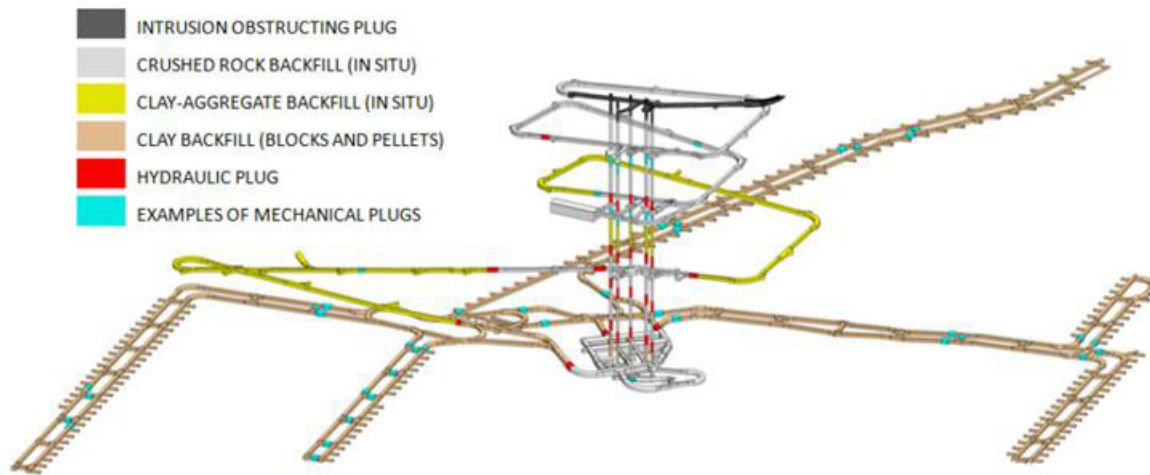 INTRUSION OBSTRUCTING PLUG
CRUSHED ROCK BACKFILL (IN SITU)
CLAY-AGGREGATE BACKFILL (IN SITU)
CLAY BACKFILL (BLOCKS AND PELLETS)
HYDRAULIC PLUG
EXAMPLES OF MECHANICAL PLUGS